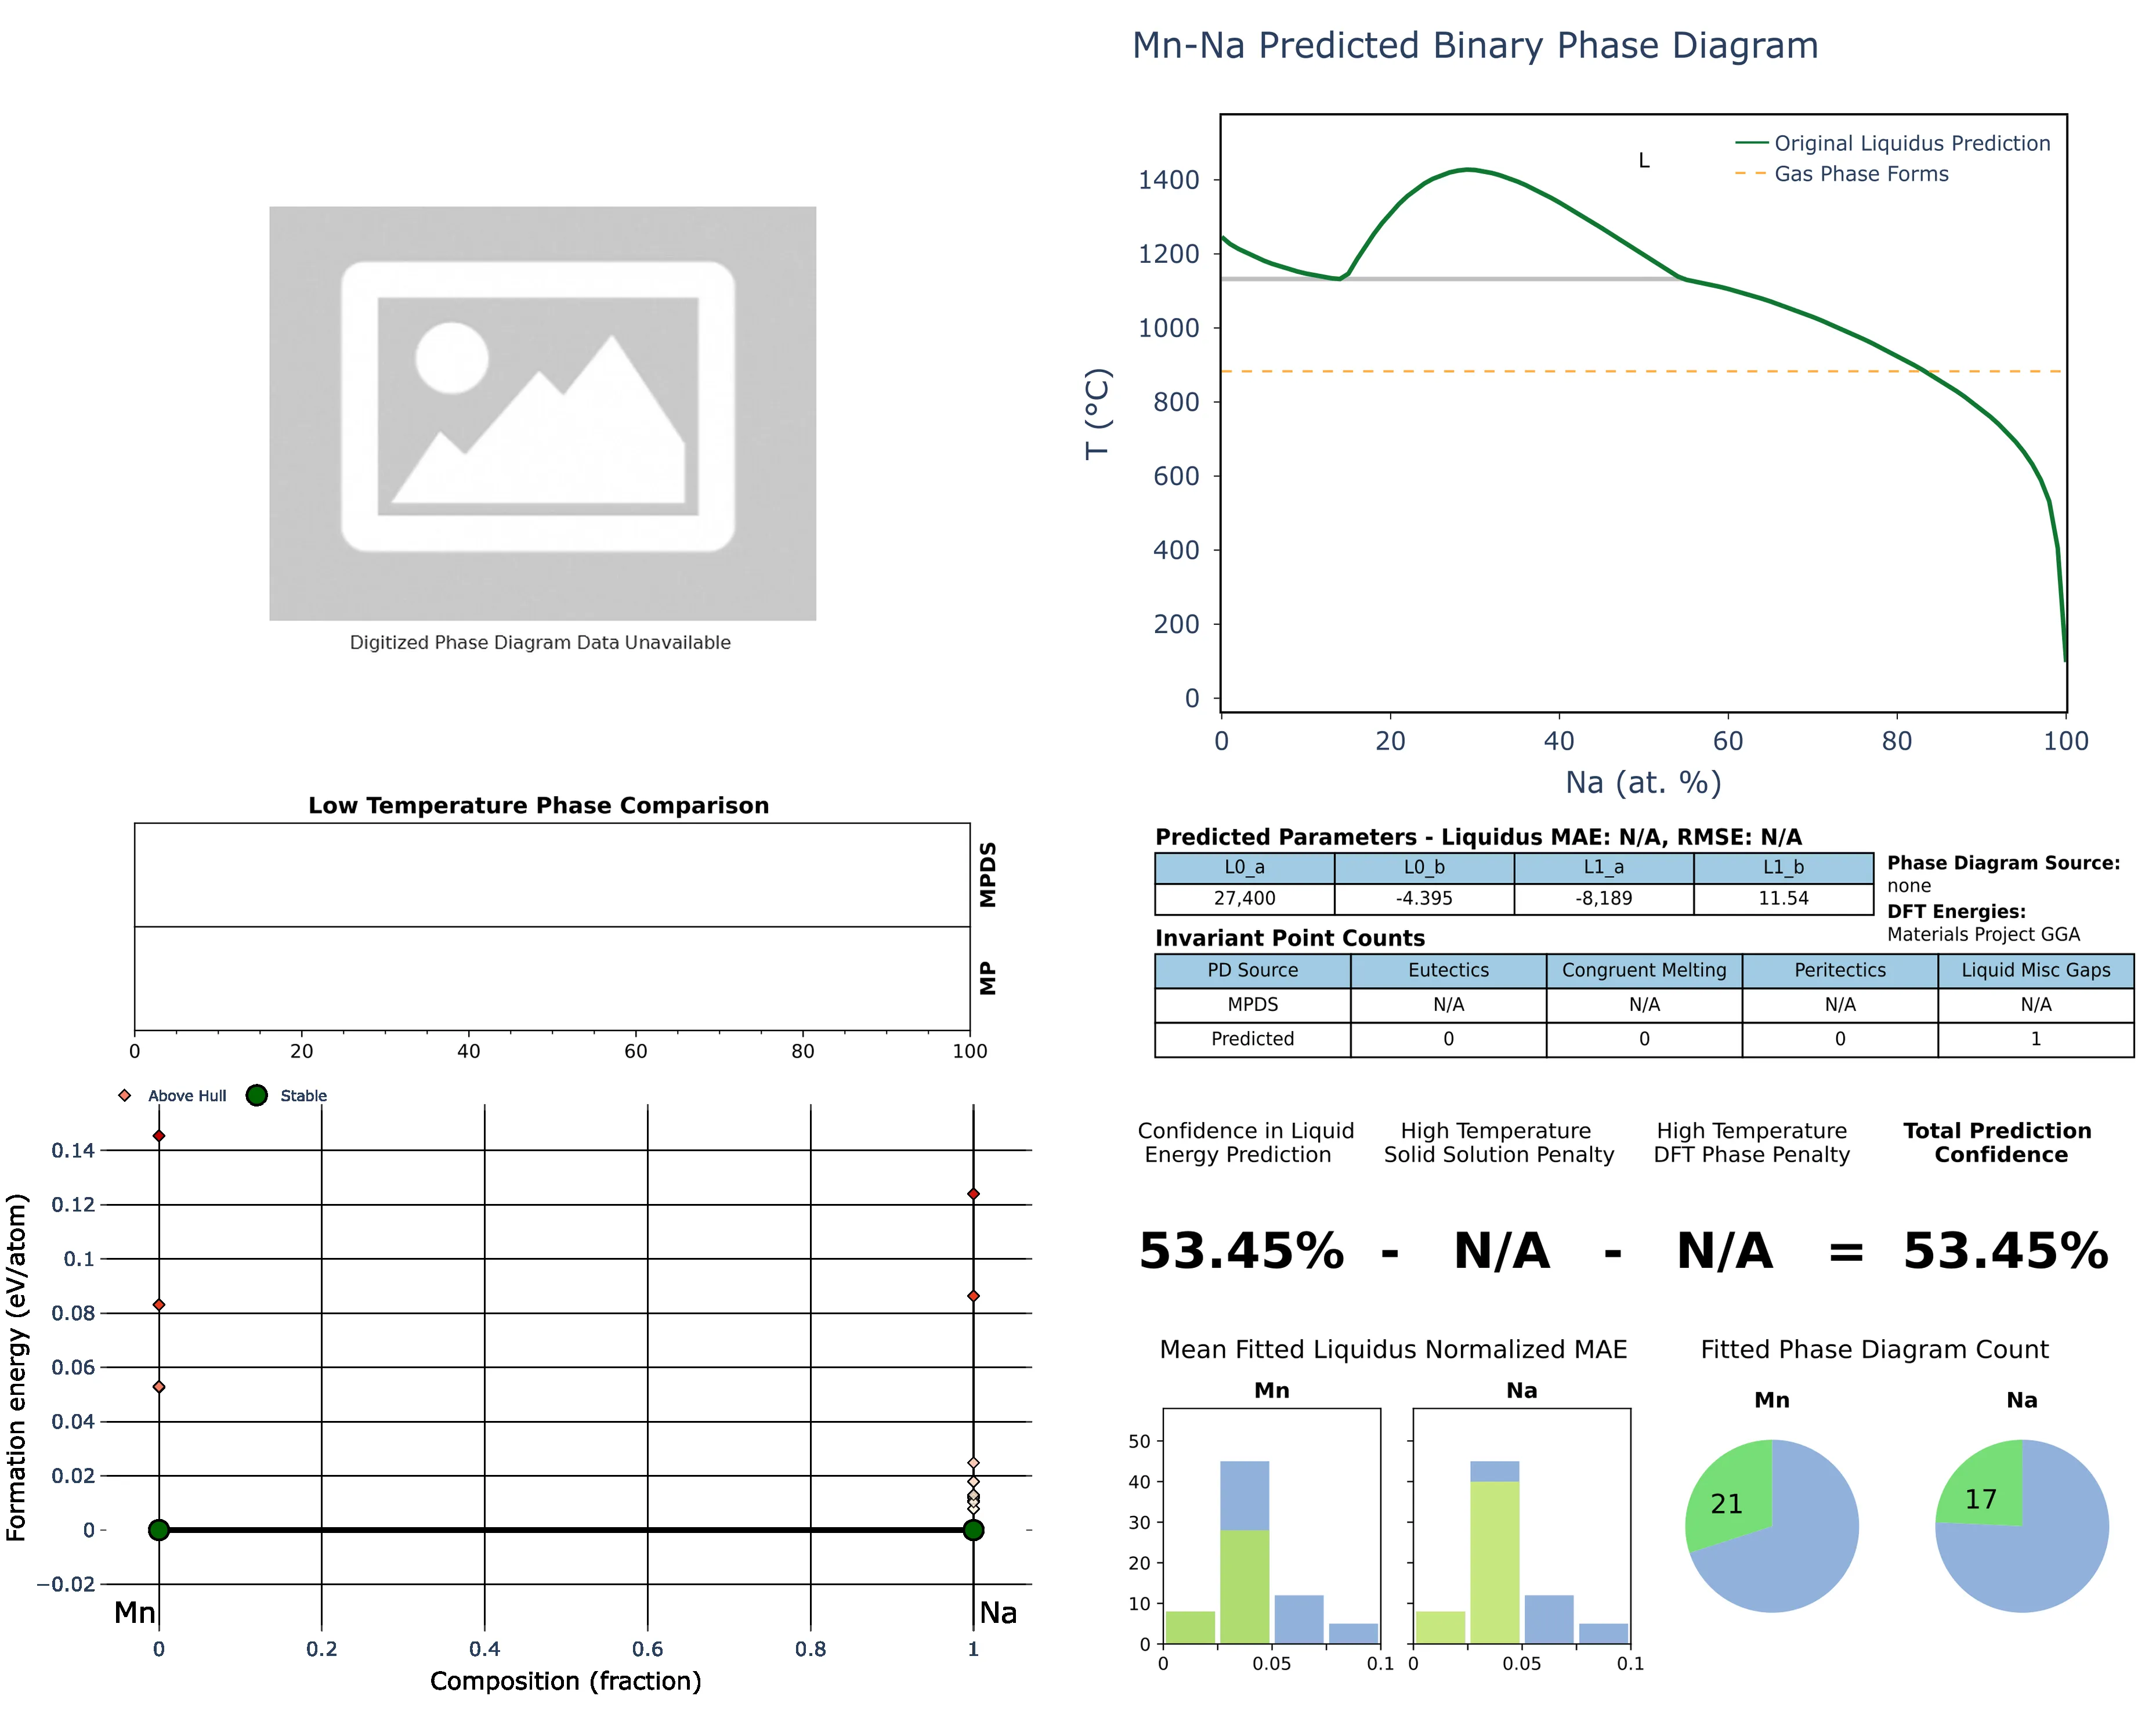 Mn-Na Predicted Binary Phase Diagram
Digitized Phase Diagram Data Unavailable
L
Original Liquidus Prediction
Gas Phase Forms
1400
1200
1000
800
600
400
200
0
T (°C)
0 20 40 60 80 100
Na (at. %)
Low Temperature Phase Comparison
MPDS
MP
0 20 40 60 80 100
Predicted Parameters - Liquidus MAE: N/A, RMSE: N/A
L0_a L0_b L1_a L1_b
27,400 -4.395 -8,189 11.54
Phase Diagram Source:
none
DFT Energies:
Materials Project GGA
Invariant Point Counts
PD Source Eutectics Congruent Melting Peritectics Liquid Misc Gaps
MPDS N/A N/A N/A N/A
Predicted 0 0 0 1
Above Hull Stable
0.14
0.12
0.1
0.08
0.06
0.04
0.02
0
−0.02
Formation energy (eV/atom)
Mn Na
0 0.2 0.4 0.6 0.8 1
Composition (fraction)
Confidence in Liquid
Energy Prediction
High Temperature
Solid Solution Penalty
High Temperature
DFT Phase Penalty
Total Prediction
Confidence
53.45% - N/A - N/A = 53.45%
Mean Fitted Liquidus Normalized MAE
Mn Na
50
40
30
20
10
0
0 0.05 0.1 0 0.05 0.1
Fitted Phase Diagram Count
Mn Na
21 17